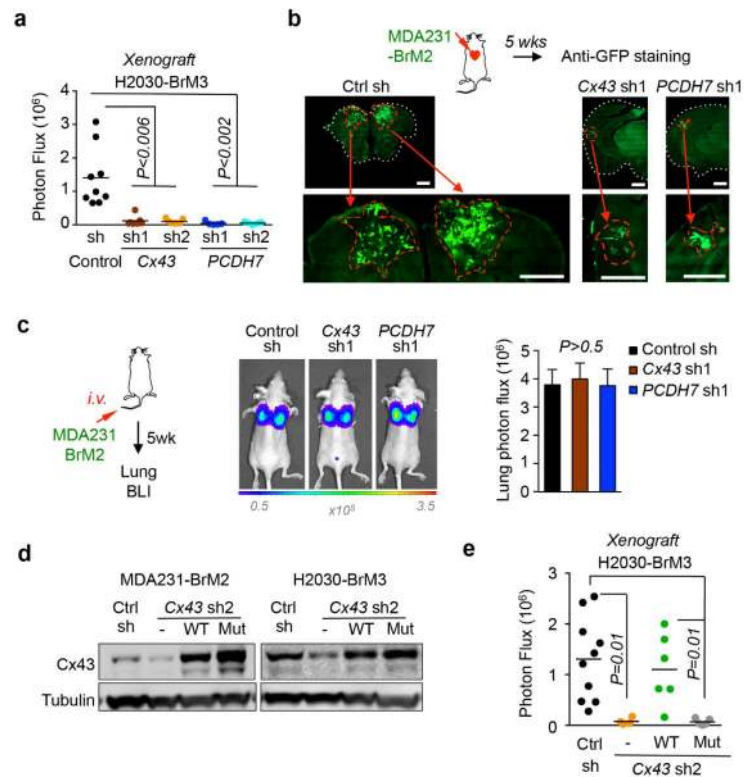 a
Xenograft
H2030-BrM3
Photon Flux (10⁶)
4
3
2
1
0
P<0.006
P<0.002
sh sh1 sh2 sh1 sh2
Control Cx43 PCDH7
b
MDA231
-BrM2
5 wks
Anti-GFP staining
Ctrl sh
Cx43 sh1
PCDH7 sh1
c
i.v.
MDA231
BrM2
5wk
Lung
BLI
Control
sh
Cx43
sh1
PCDH7
sh1
0.5 3.5
Lung photon flux (10⁶)
5
4
3
2
1
0
P>0.5
Control sh
Cx43 sh1
PCDH7 sh1
d
MDA231-BrM2 H2030-BrM3
Ctrl
sh
Cx43 sh2
- WT Mut
Ctrl
sh
Cx43 sh2
- WT Mut
Cx43
Tubulin
e
Xenograft
H2030-BrM3
Photon Flux (10⁶)
3
2
1
0
P=0.01
P=0.01
Ctrl
sh
- WT Mut
Cx43 sh2